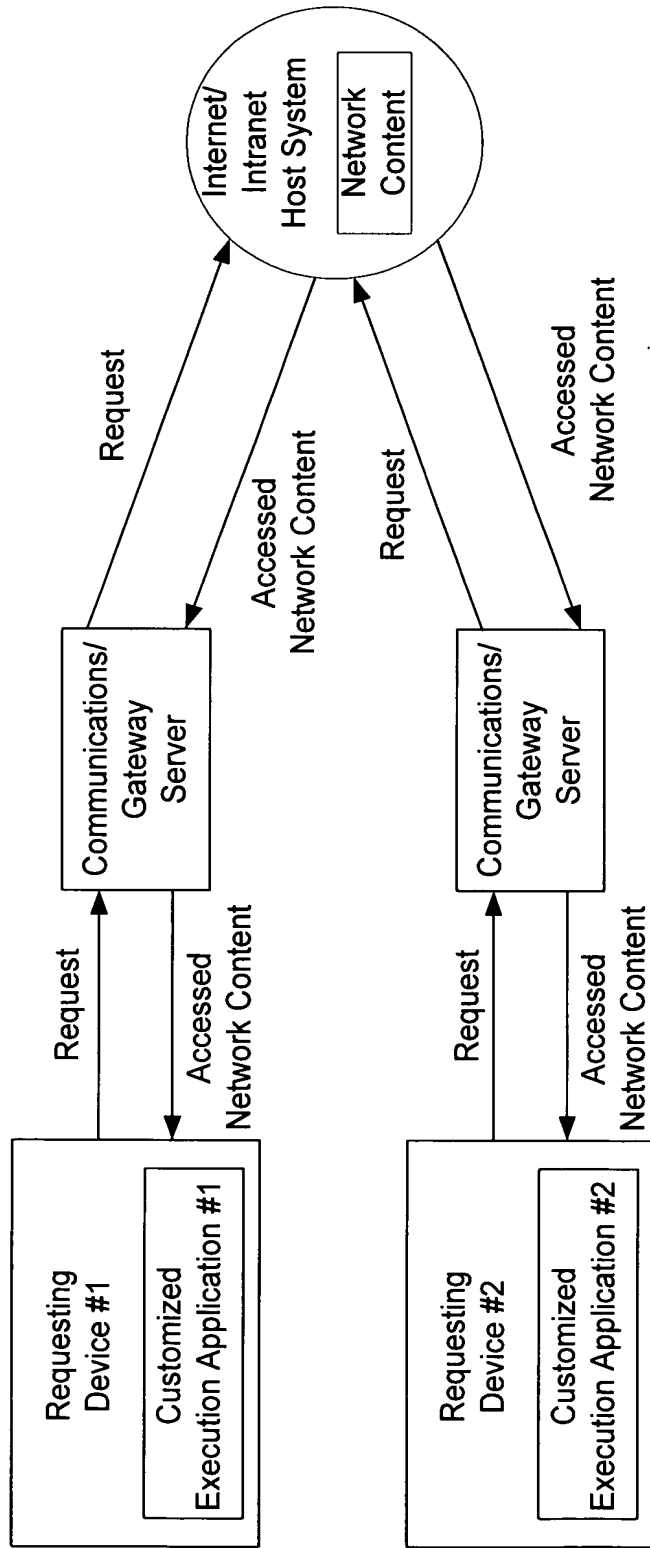 Requesting
Device #1
Customized
Execution Application #1
Request
Accessed
Network Content
Communications/
Gateway
Server
Request
Accessed
Network Content
Internet/
Intranet
Host System
Network
Content
Requesting
Device #2
Customized
Execution Application #2
Request
Accessed
Network Content
Communications/
Gateway
Server
Request
Accessed
Network Content